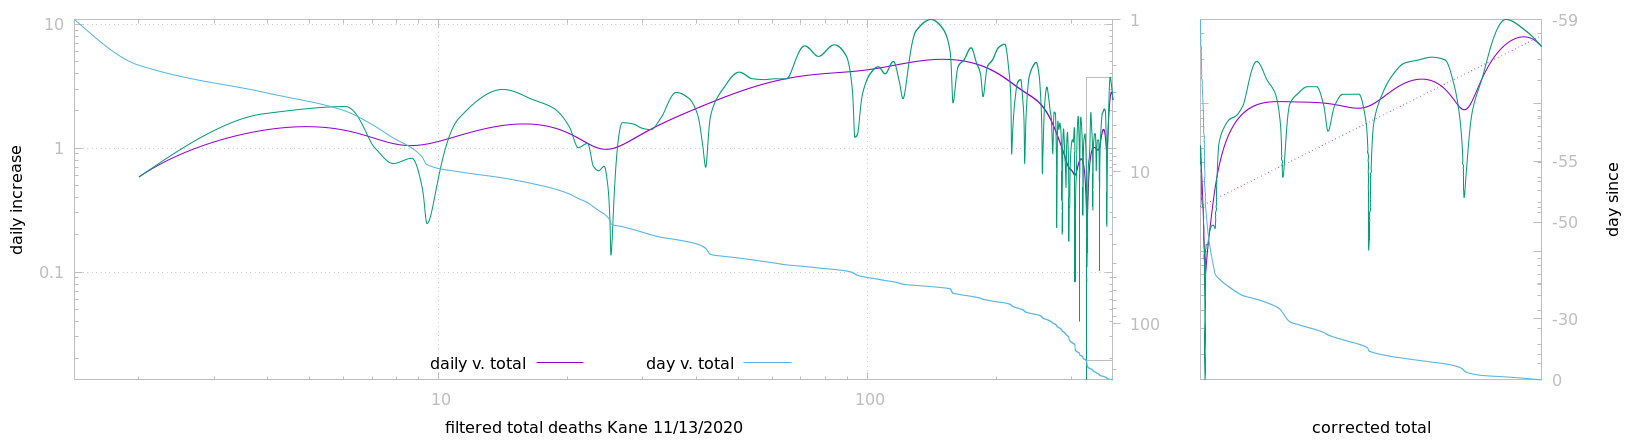 10
1
0.1
daily increase
10
100
filtered total deaths Kane 11/13/2020
daily v. total
day v. total
1
10
100
-59
-55
-50
-30
0
day since
corrected total